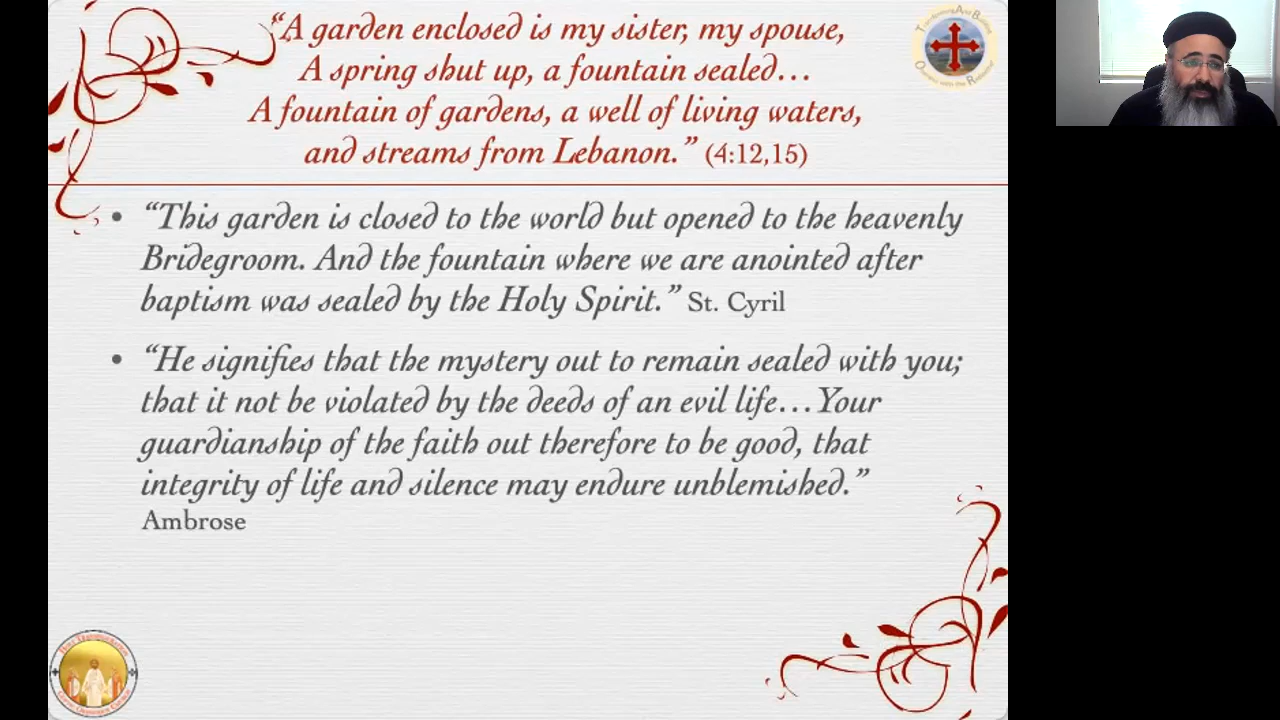 “A garden enclosed is my sister, my spouse,
A spring shut up, a fountain sealed…
A fountain of gardens, a well of living waters,
and streams from Lebanon.” (4:12,15)
• “This garden is closed to the world but opened to the heavenly
Bridegroom. And the fountain where we are anointed after
baptism was sealed by the Holy Spirit.” St. Cyril
• “He signifies that the mystery out to remain sealed with you;
that it not be violated by the deeds of an evil life…Your
guardianship of the faith out therefore to be good, that
integrity of life and silence may endure unblemished.”
Ambrose